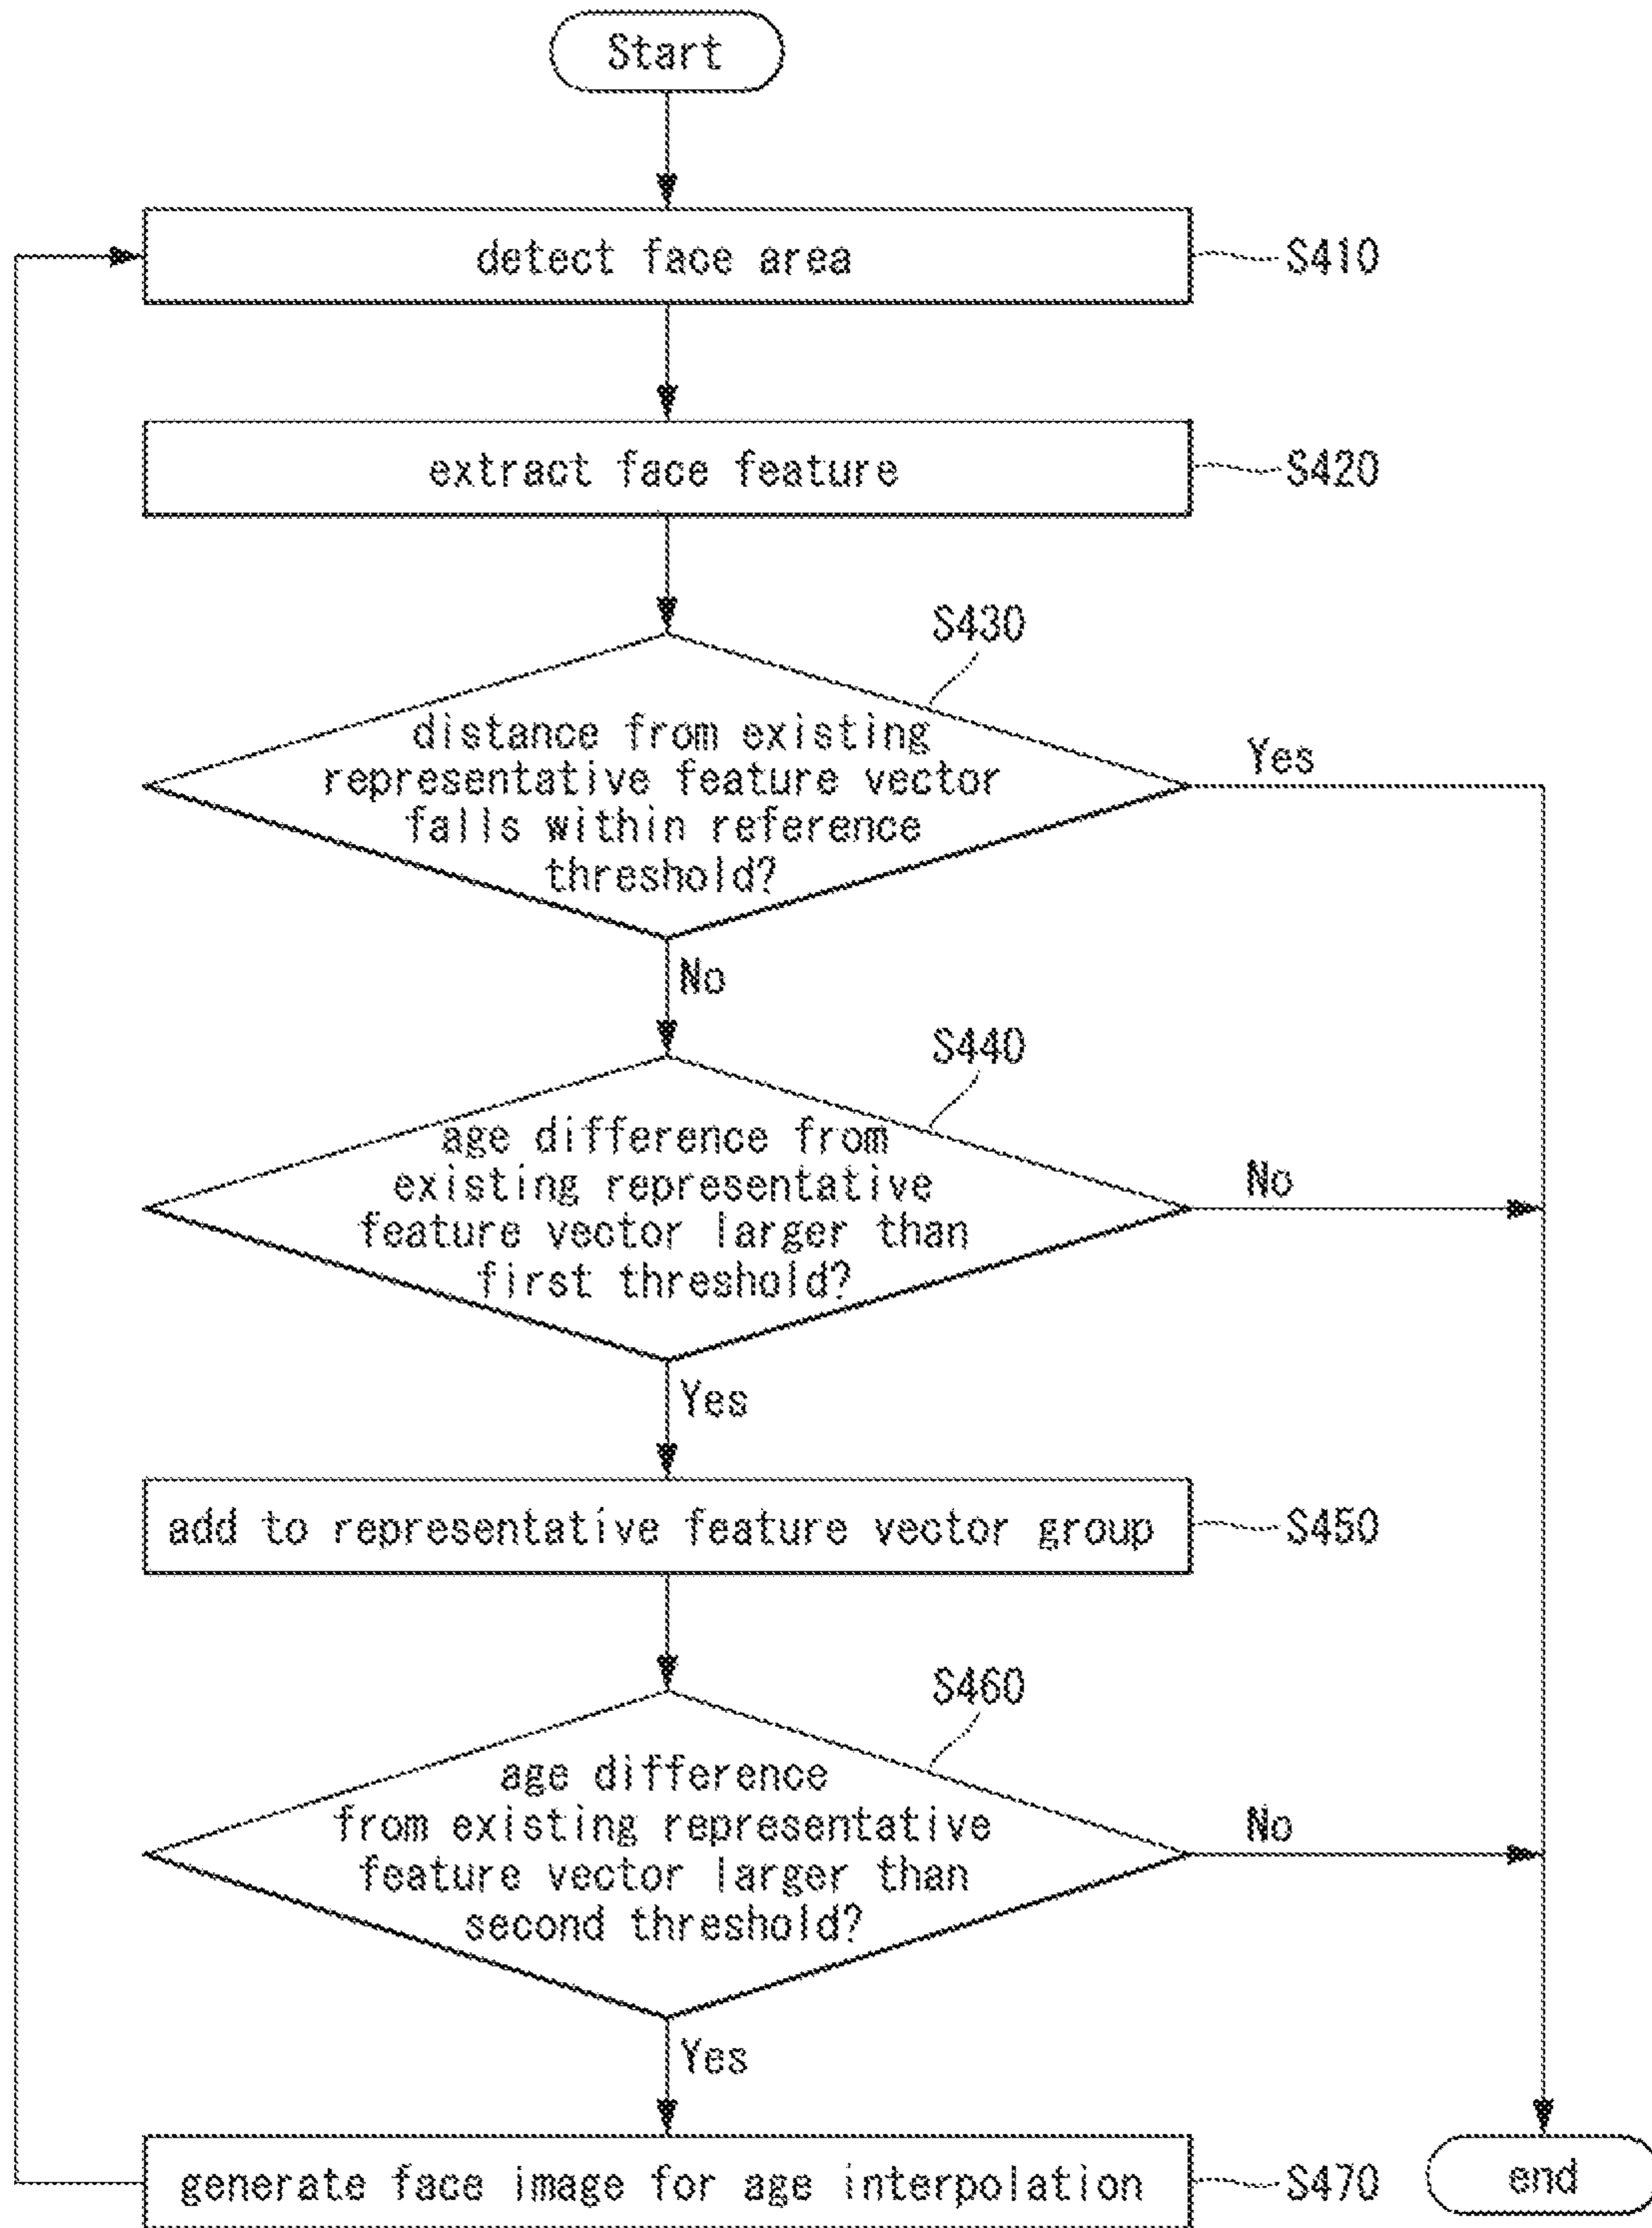 Start
detect face area
S410
extract face feature
S420
S430
distance from existing
representative feature vector
falls within reference
threshold?
Yes
No
S440
age difference from
existing representative
feature vector larger than
first threshold?
No
Yes
add to representative feature vector group
S450
S460
age difference
from existing representative
feature vector larger than
second threshold?
No
Yes
generate face image for age interpolation
S470
end